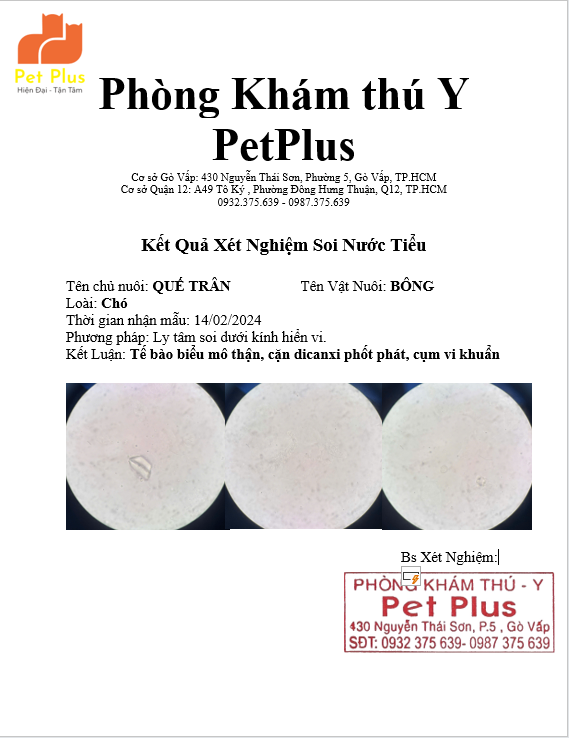 Pet Plus
Hiện Đại - Tận Tâm
Phòng Khám thú Y
PetPlus
Cơ sở Gò Vấp: 430 Nguyễn Thái Sơn, Phường 5, Gò Vấp, TP.HCM
Cơ sở Quận 12: A49 Tô Ký , Phường Đông Hưng Thuận, Q12, TP.HCM
0932.375.639 - 0987.375.639
Kết Quả Xét Nghiệm Soi Nước Tiểu
Tên chủ nuôi: QUẾ TRÂN Tên Vật Nuôi: BÔNG
Loài: Chó
Thời gian nhận mẫu: 14/02/2024
Phương pháp: Ly tâm soi dưới kính hiển vi.
Kết Luận: Tế bào biểu mô thận, cặn dicanxi phốt phát, cụm vi khuẩn
Bs Xét Nghiệm:
PHÒNG KHÁM THÚ - Y
Pet Plus
430 Nguyễn Thái Sơn, P.5 , Gò Vấp
SĐT: 0932 375 639- 0987 375 639